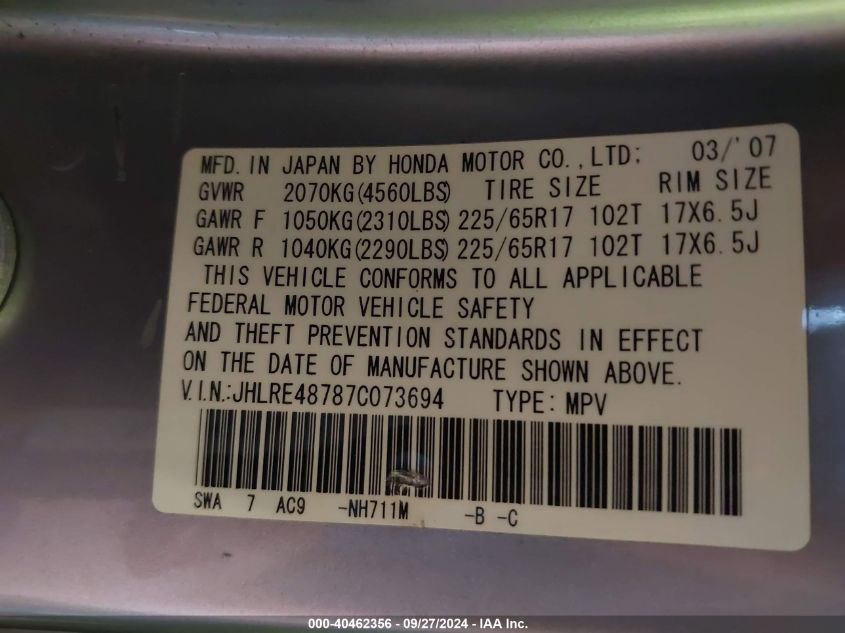 MFD. IN JAPAN BY HONDA MOTOR CO.,LTD; 03/'07
GVWR 2070KG(4560LBS) TIRE SIZE RIM SIZE
GAWR F 1050KG(2310LBS) 225/65R17 102T 17X6.5J
GAWR R 1040KG(2290LBS) 225/65R17 102T 17X6.5J
THIS VEHICLE CONFORMS TO ALL APPLICABLE
FEDERAL MOTOR VEHICLE SAFETY
AND THEFT PREVENTION STANDARDS IN EFFECT
ON THE DATE OF MANUFACTURE SHOWN ABOVE.
V.I.N.:JHLRE48787C073694 TYPE: MPV
SWA 7 AC9 -NH711M -B -C
000-40462356 - 09/27/2024 - IAA Inc.